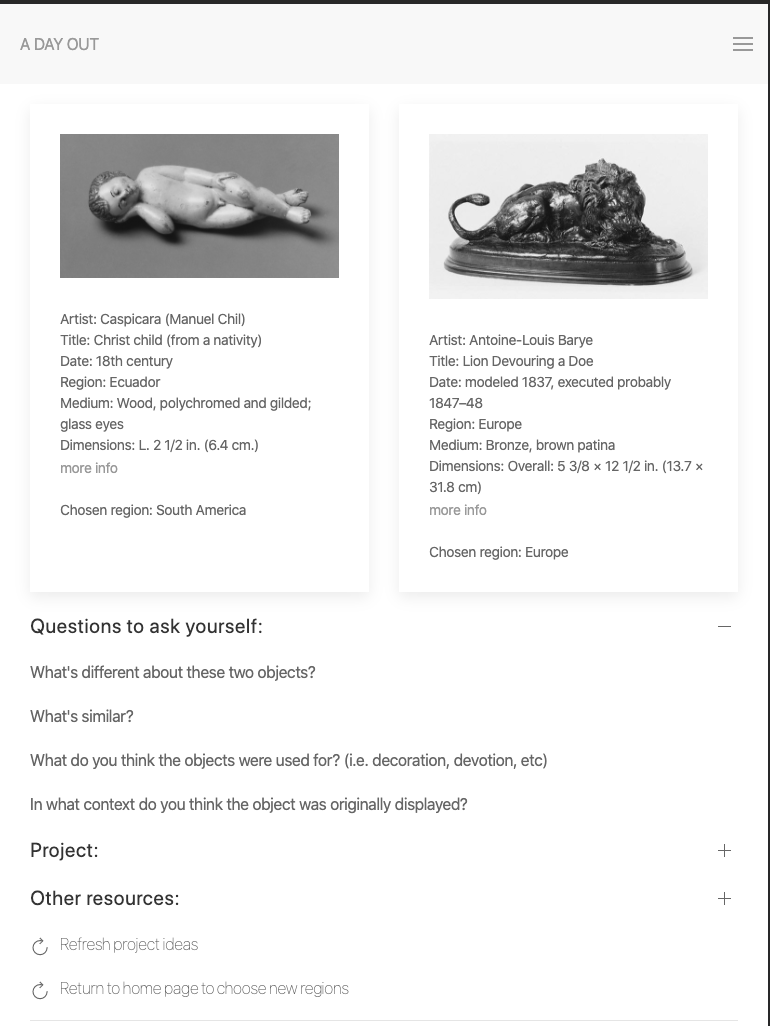 A DAY OUT
Artist: Caspicara (Manuel Chil)
Title: Christ child (from a nativity)
Date: 18th century
Region: Ecuador
Medium: Wood, polychromed and gilded;
glass eyes
Dimensions: L. 2 1/2 in. (6.4 cm.)
more info
Chosen region: South America
Artist: Antoine-Louis Barye
Title: Lion Devouring a Doe
Date: modeled 1837, executed probably
1847–48
Region: Europe
Medium: Bronze, brown patina
Dimensions: Overall: 5 3/8 × 12 1/2 in. (13.7 ×
31.8 cm)
more info
Chosen region: Europe
Questions to ask yourself:
What's different about these two objects?
What's similar?
What do you think the objects were used for? (i.e. decoration, devotion, etc)
In what context do you think the object was originally displayed?
Project:
Other resources:
Refresh project ideas
Return to home page to choose new regions